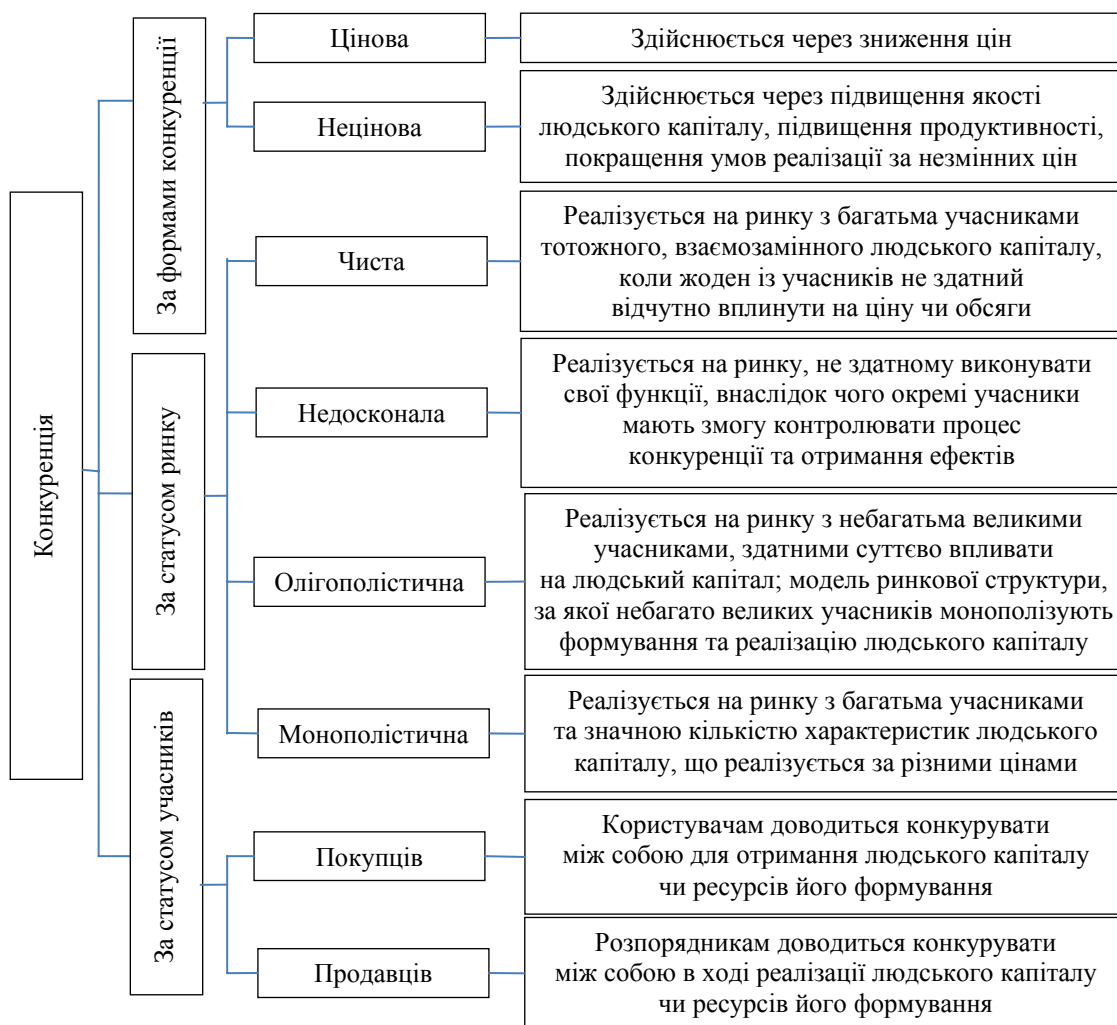 Конкуренція
За формами конкуренції
Цінова
Здійснюється через зниження цін
Нецінова
Здійснюється через підвищення якості
людського капіталу, підвищення продуктивності,
покращення умов реалізації за незмінних цін
За статусом ринку
Чиста
Реалізується на ринку з багатьма учасниками
тотожного, взаємозамінного людського капіталу,
коли жоден із учасників не здатний
відчутно вплинути на ціну чи обсяги
Недосконала
Реалізується на ринку, не здатному виконувати
свої функції, внаслідок чого окремі учасники
мають змогу контролювати процес
конкуренції та отримання ефектів
Олігополістична
Реалізується на ринку з небагатьма великими
учасниками, здатними суттєво впливати
на людський капітал; модель ринкової структури,
за якої небагато великих учасників монополізують
формування та реалізацію людського капіталу
Монополістична
Реалізується на ринку з багатьма учасниками
та значною кількістю характеристик людського
капіталу, що реалізується за різними цінами
За статусом учасників
Покупців
Користувачам доводиться конкурувати
між собою для отримання людського капіталу
чи ресурсів його формування
Продавців
Розпорядникам доводиться конкурувати
між собою в ході реалізації людського капіталу
чи ресурсів його формування